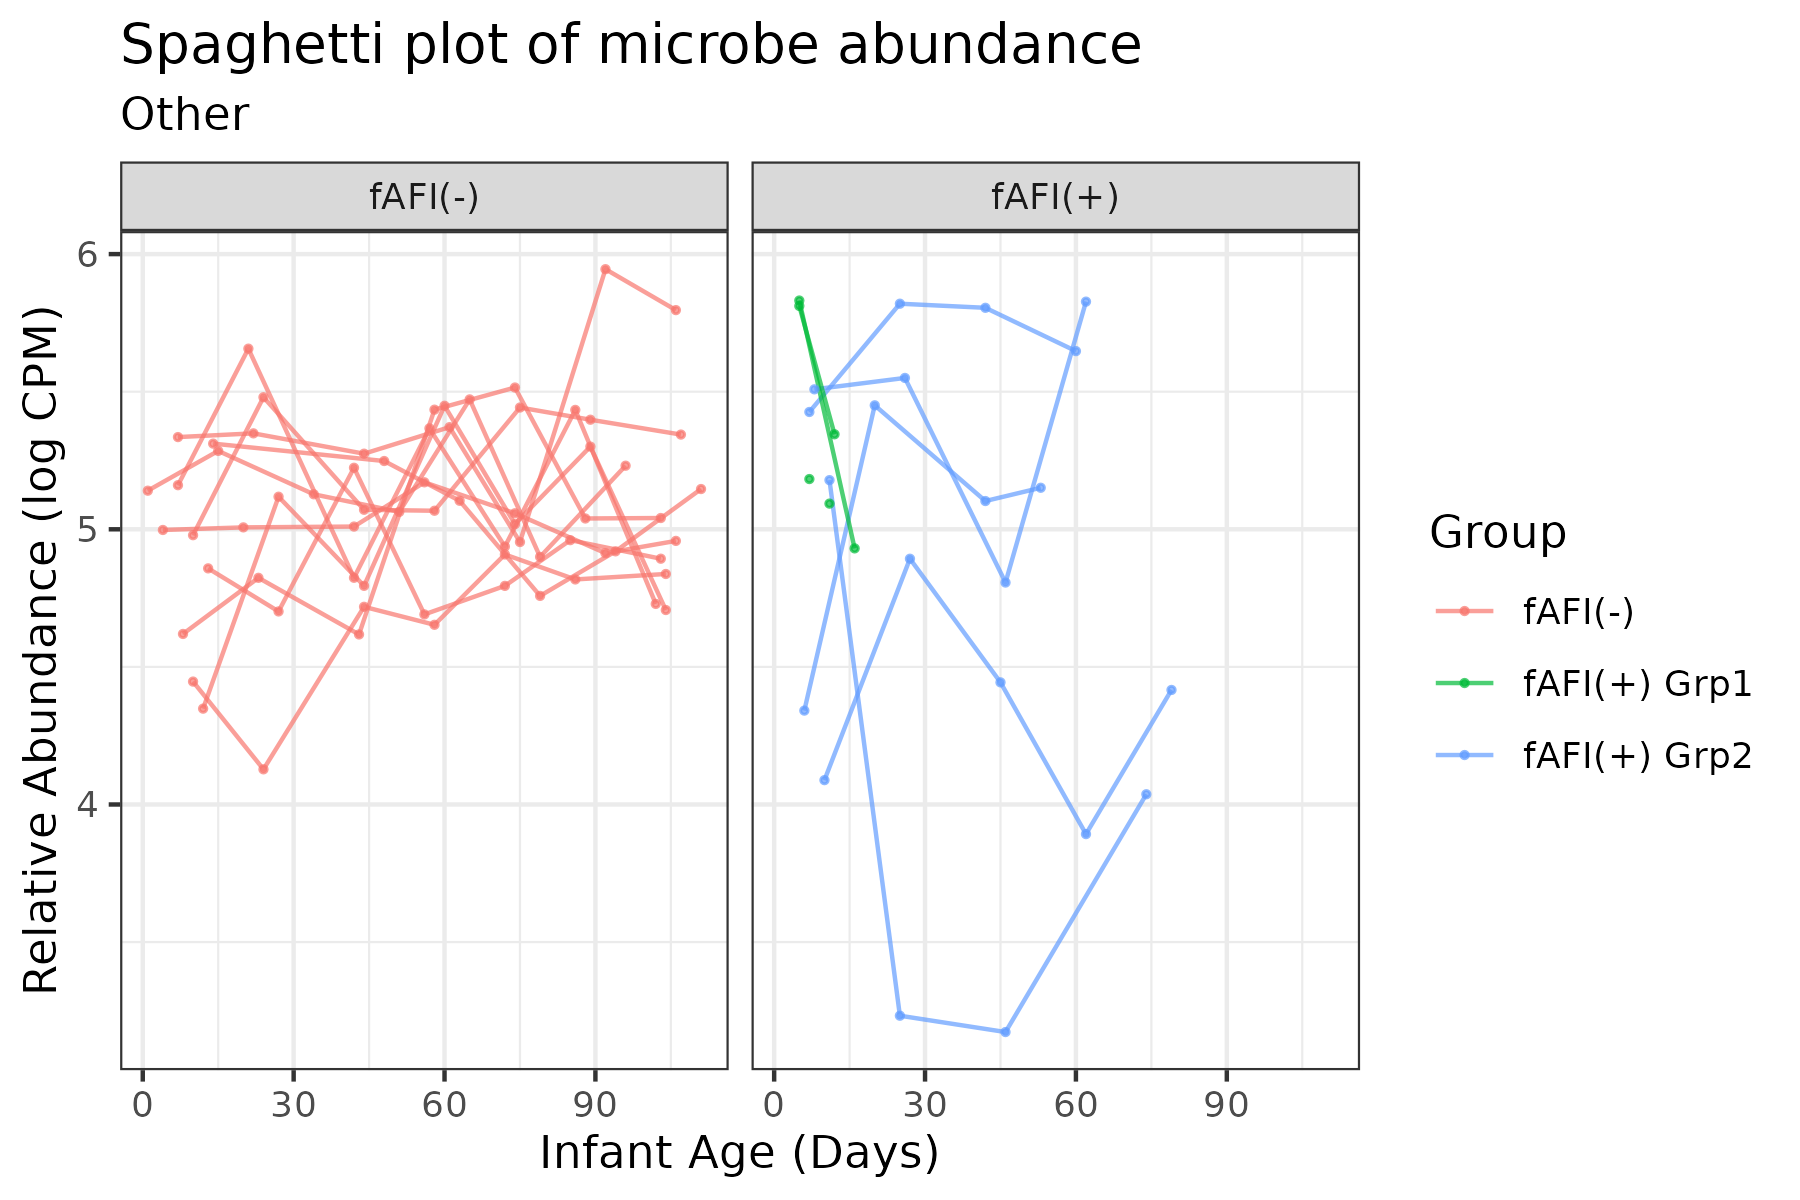 Spaghetti plot of microbe abundance
Other
fAFI(-)
fAFI(+)
6
5
4
Relative Abundance (log CPM)
0 30 60 90
0 30 60 90
Infant Age (Days)
Group
fAFI(-)
fAFI(+) Grp1
fAFI(+) Grp2